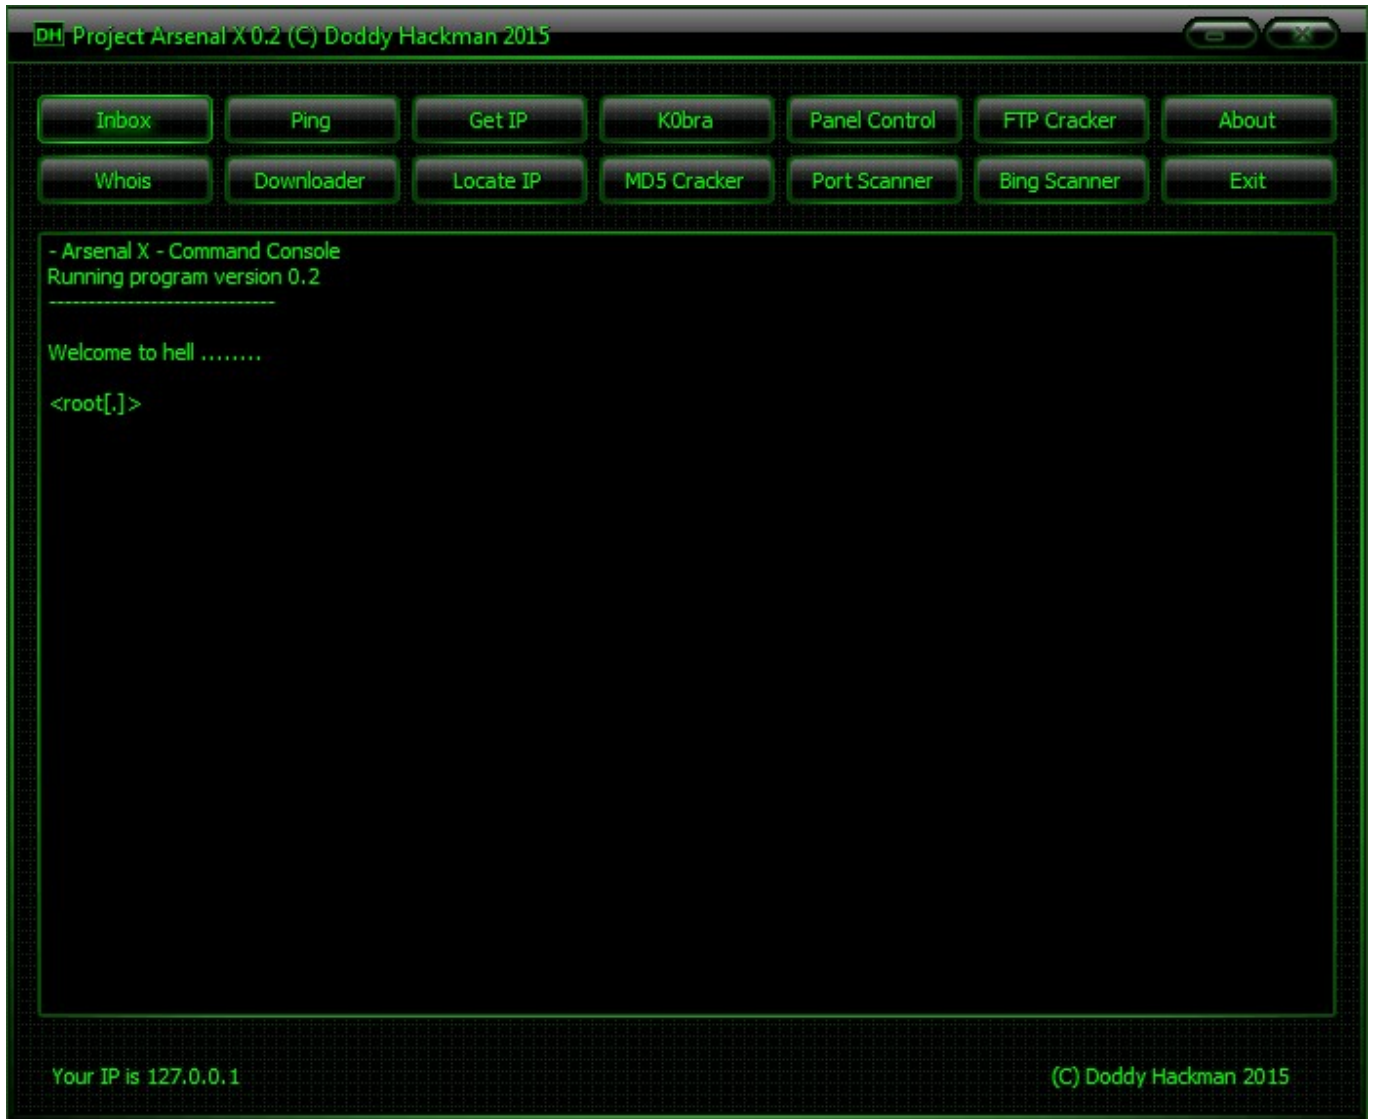 DH Project Arsenal X 0.2 (C) Doddy Hackman 2015
Inbox Ping Get IP K0bra Panel Control FTP Cracker About
Whois Downloader Locate IP MD5 Cracker Port Scanner Bing Scanner Exit
- Arsenal X - Command Console
Running program version 0.2
-----------------------------
Welcome to hell ........
<root[.]>
Your IP is 127.0.0.1 (C) Doddy Hackman 2015